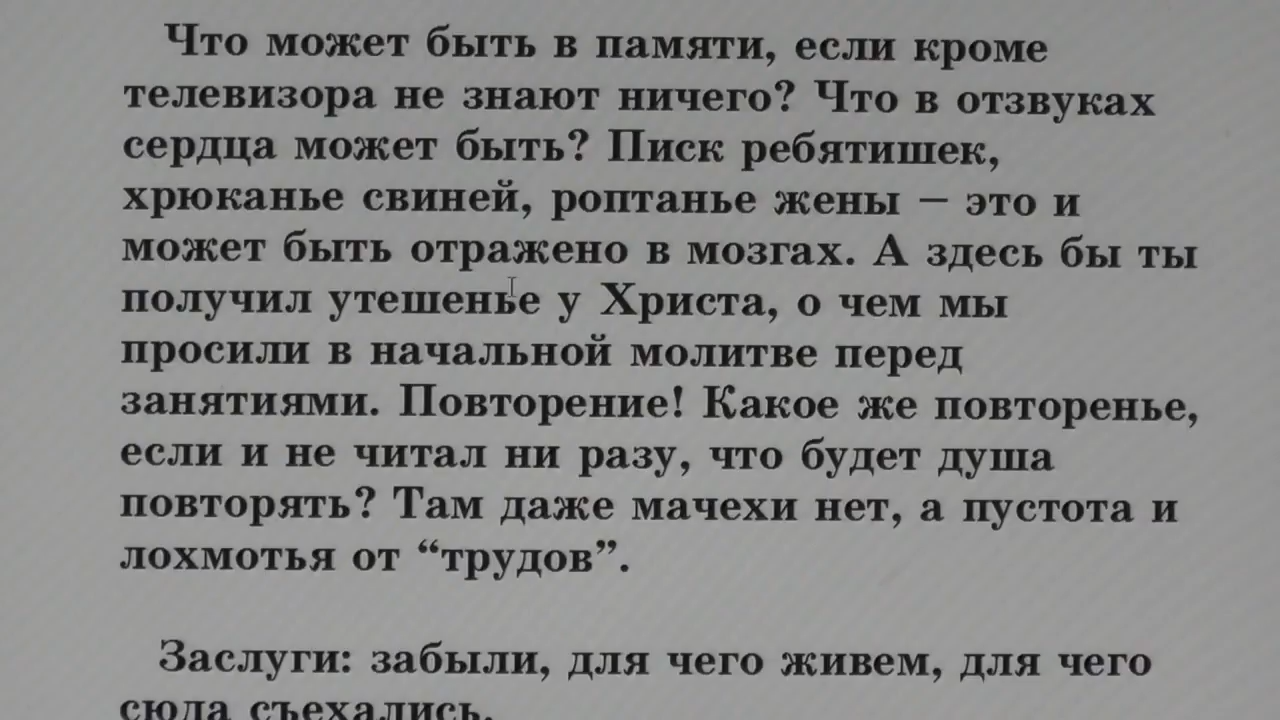 Что может быть в памяти, если кроме
телевизора не знают ничего? Что в отзвуках
сердца может быть? Писк ребятишек,
хрюканье свиней, роптанье жены – это и
может быть отражено в мозгах. А здесь бы ты
получил утешенье у Христа, о чем мы
просили в начальной молитве перед
занятиями. Повторение! Какое же повторенье,
если и не читал ни разу, что будет душа
повторять? Там даже мачехи нет, а пустота и
лохмотья от “трудов”.
Заслуги: забыли, для чего живем, для чего
сюда съехались.